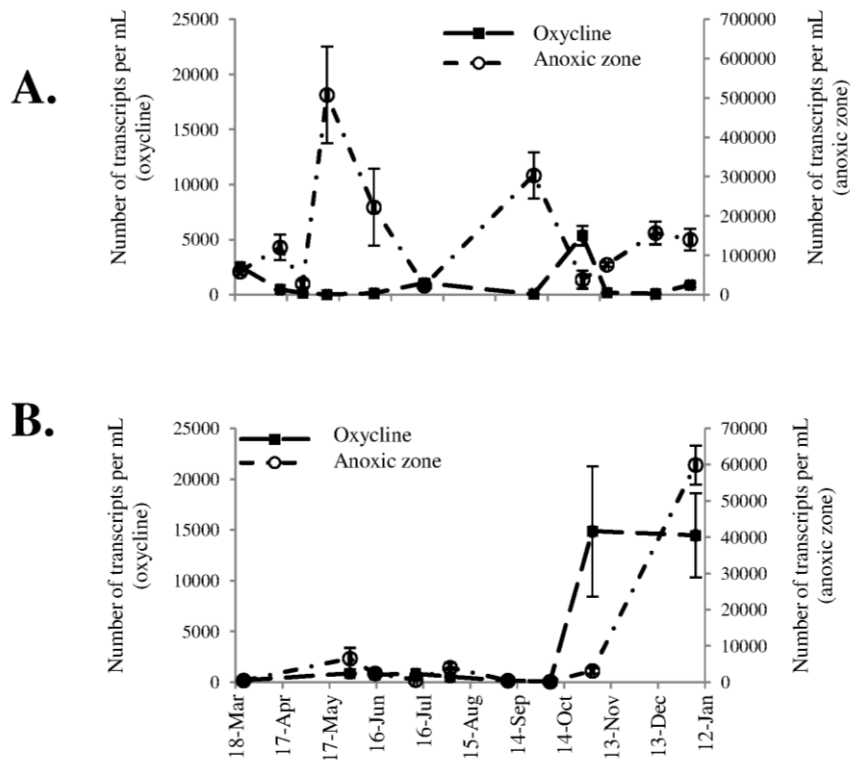 A.
Number of transcripts per mL
(oxycline)
25000
20000
15000
10000
5000
0
Oxycline
Anoxic zone
700000
600000
500000
400000
300000
200000
100000
0
Number of transcripts per mL
(anoxic zone)
B.
Number of transcripts per mL
(oxycline)
25000
20000
15000
10000
5000
0
Oxycline
Anoxic zone
70000
60000
50000
40000
30000
20000
10000
0
Number of transcripts per mL
(anoxic zone)
18-Mar
17-Apr
17-May
16-Jun
16-Jul
15-Aug
14-Sep
14-Oct
13-Nov
13-Dec
12-Jan